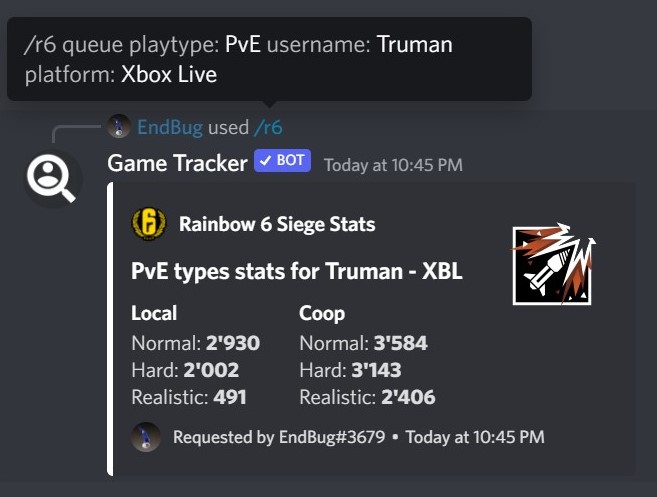 /r6 queue playtype: PvE username: Truman
platform: Xbox Live
EndBug used /r6
Game Tracker ✓ BOT Today at 10:45 PM
6 Rainbow 6 Siege Stats
PvE types stats for Truman - XBL
Local Coop
Normal: 2'930 Normal: 3'584
Hard: 2'002 Hard: 3'143
Realistic: 491 Realistic: 2'406
Requested by EndBug#3679 • Today at 10:45 PM